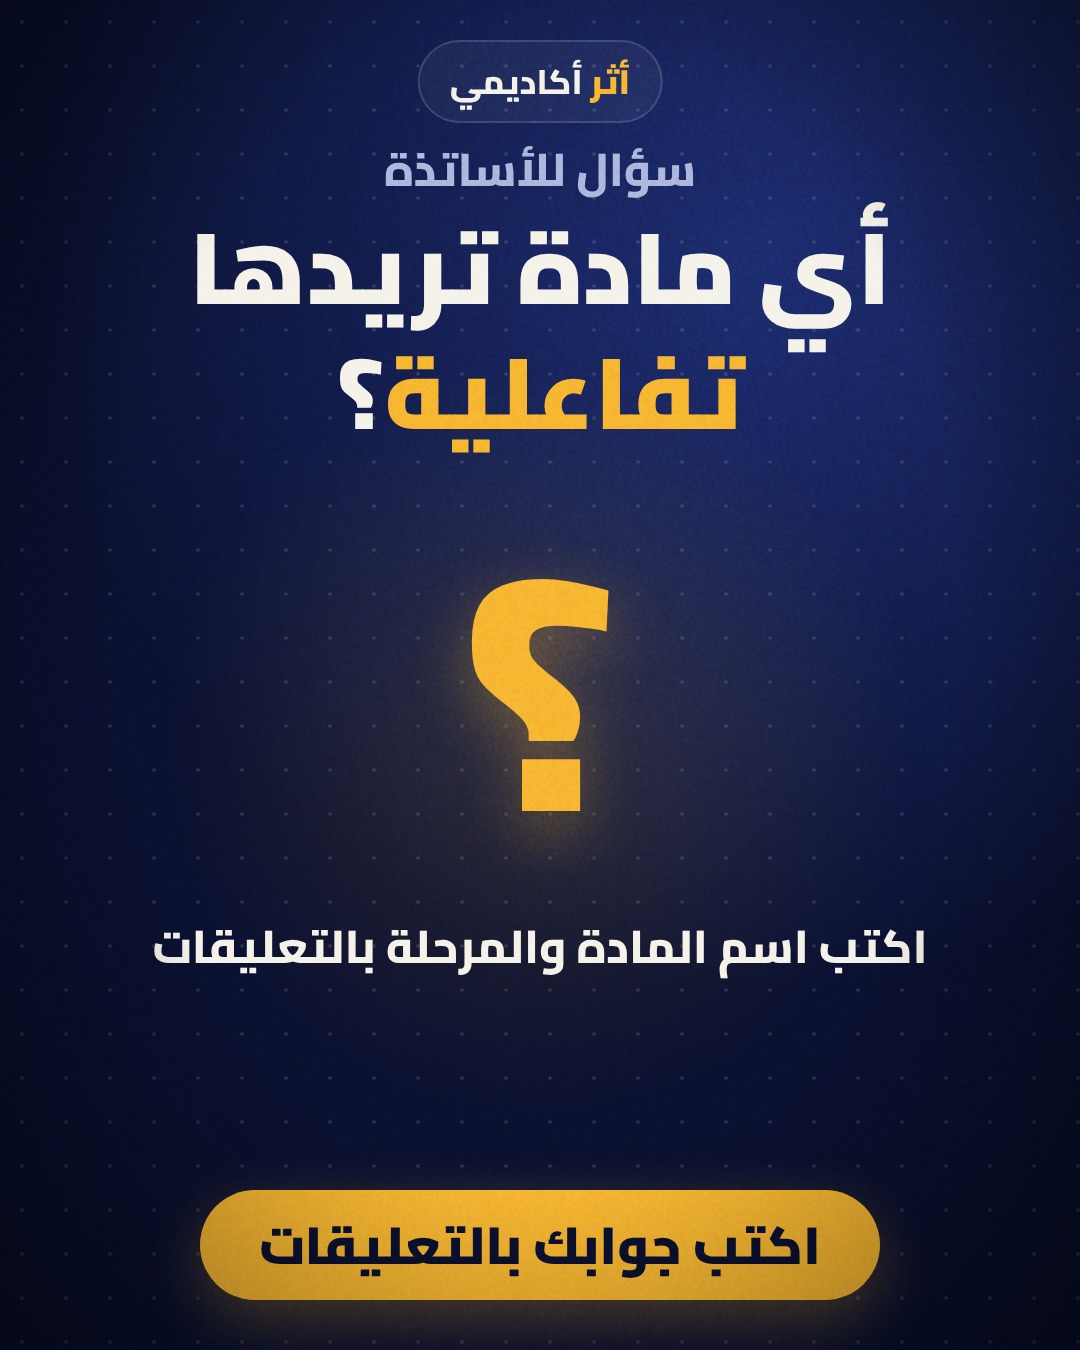 أثر أكاديمي
سؤال للأساتذة
أي مادة تريدها
تفاعلية؟
؟
اكتب اسم المادة والمرحلة بالتعليقات
اكتب جوابك بالتعليقات